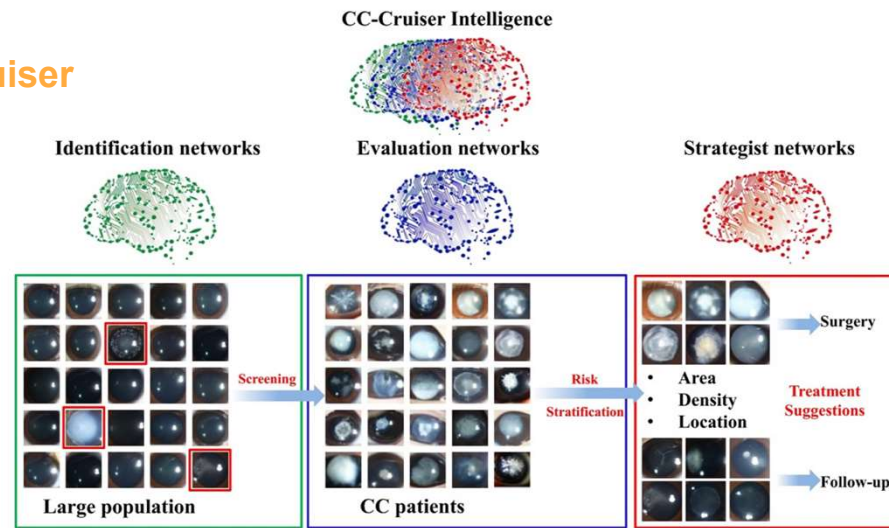 CC-Cruiser Intelligence
uiser
Identification networks
Evaluation networks
Strategist networks
Screening
Risk
Stratification
Surgery
• Area
• Density
• Location
Treatment
Suggestions
Follow-up
Large population
CC patients